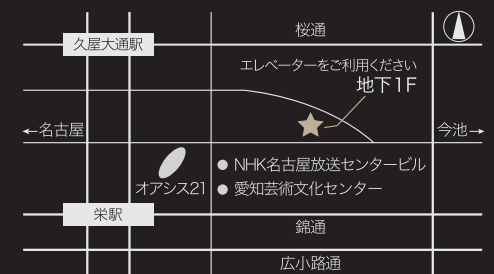 桜通
久屋大通駅
エレベーターをご利用ください
地下1F
←名古屋
今池→
NHK名古屋放送センタービル
オアシス21
愛知芸術文化センター
栄駅
錦通
広小路通